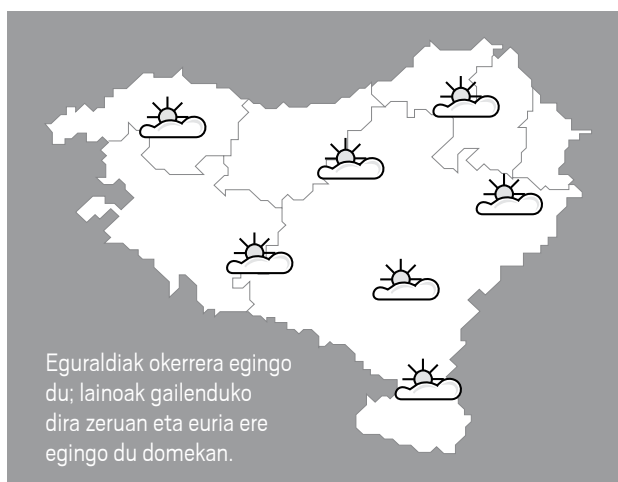 Eguraldiak okerrera egingo
du; lainoak gailenduko
dira zeruan eta euria ere
egingo du domekan.